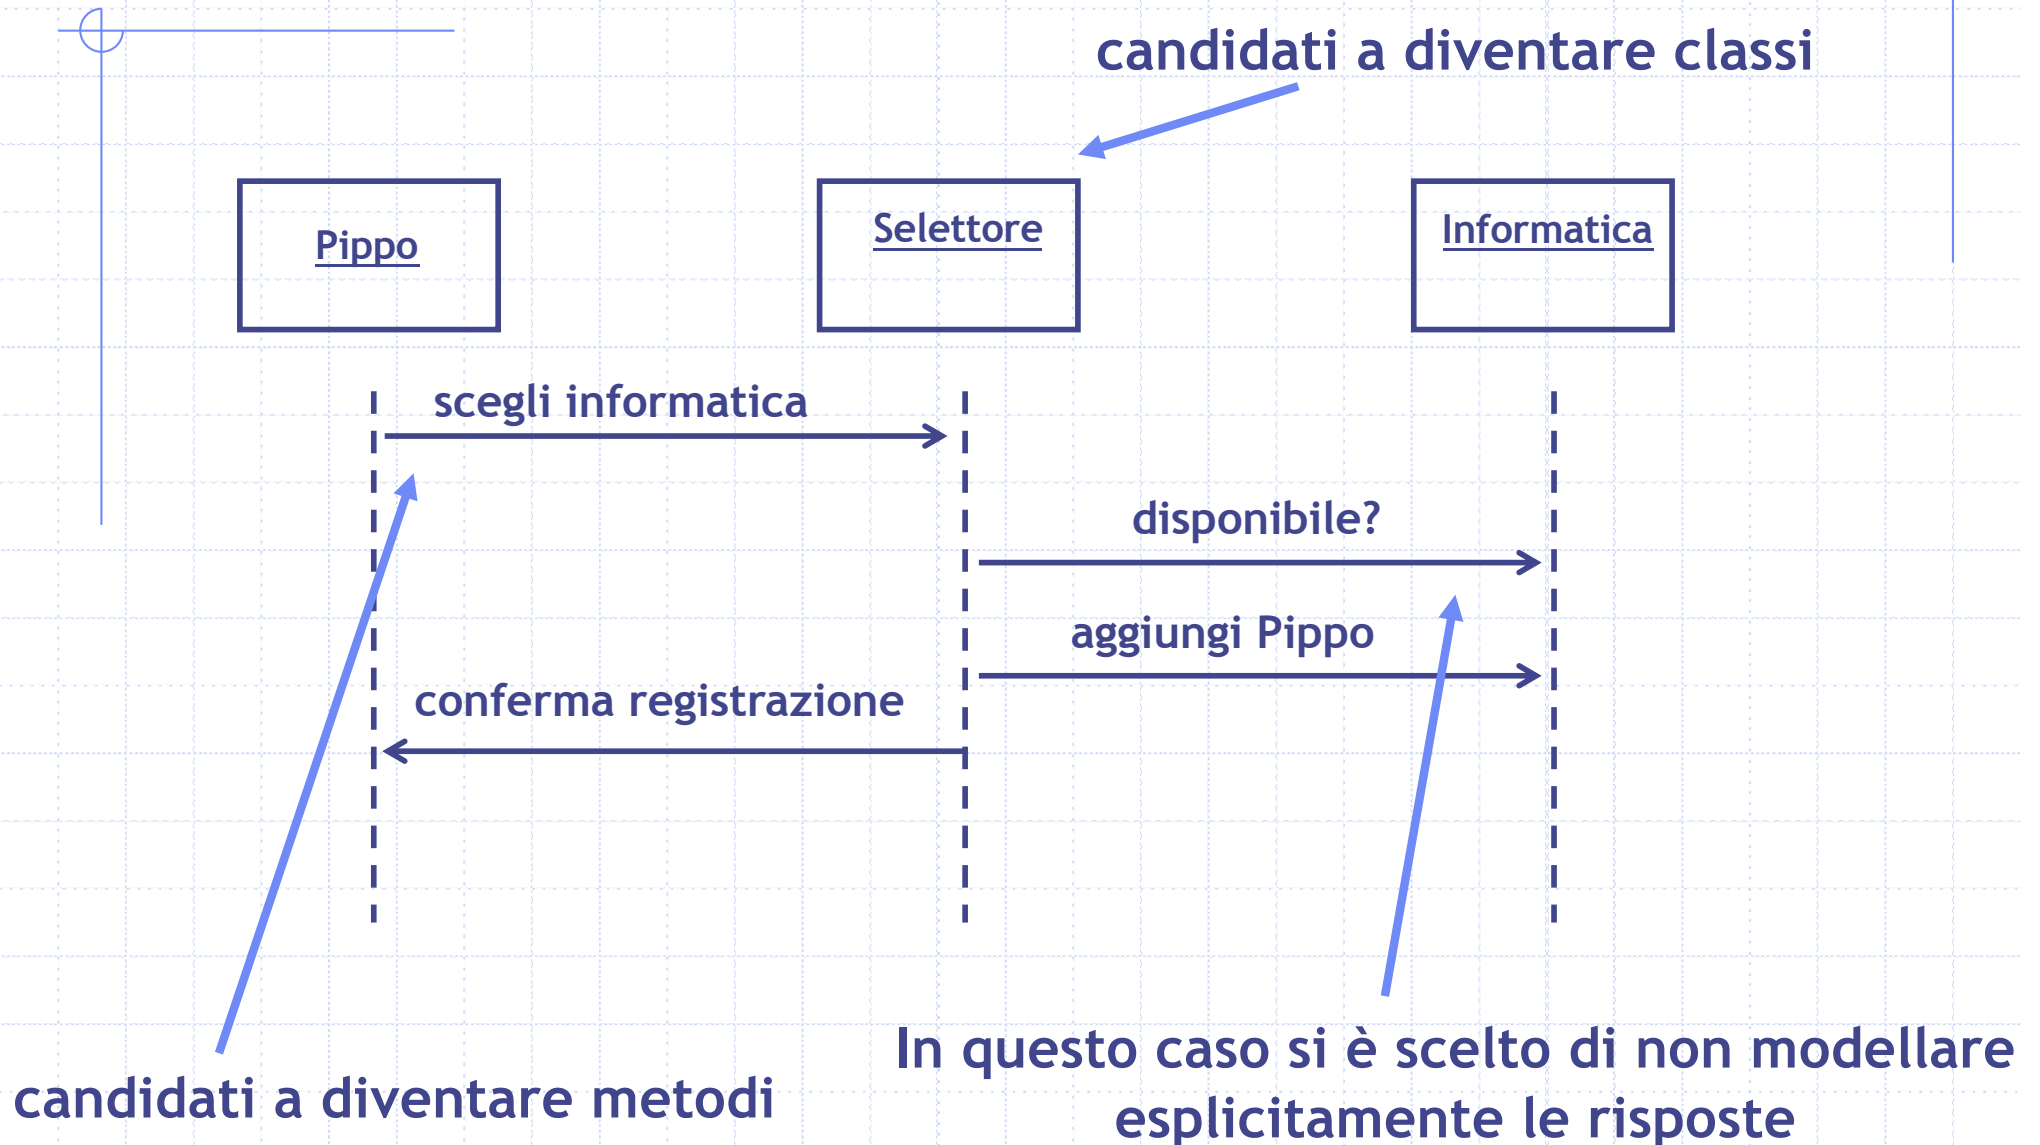 candidati a diventare classi
Pippo
Selettore
Informatica
scegli informatica
disponibile?
aggiungi Pippo
conferma registrazione
candidati a diventare metodi
In questo caso si è scelto di non modellare
esplicitamente le risposte